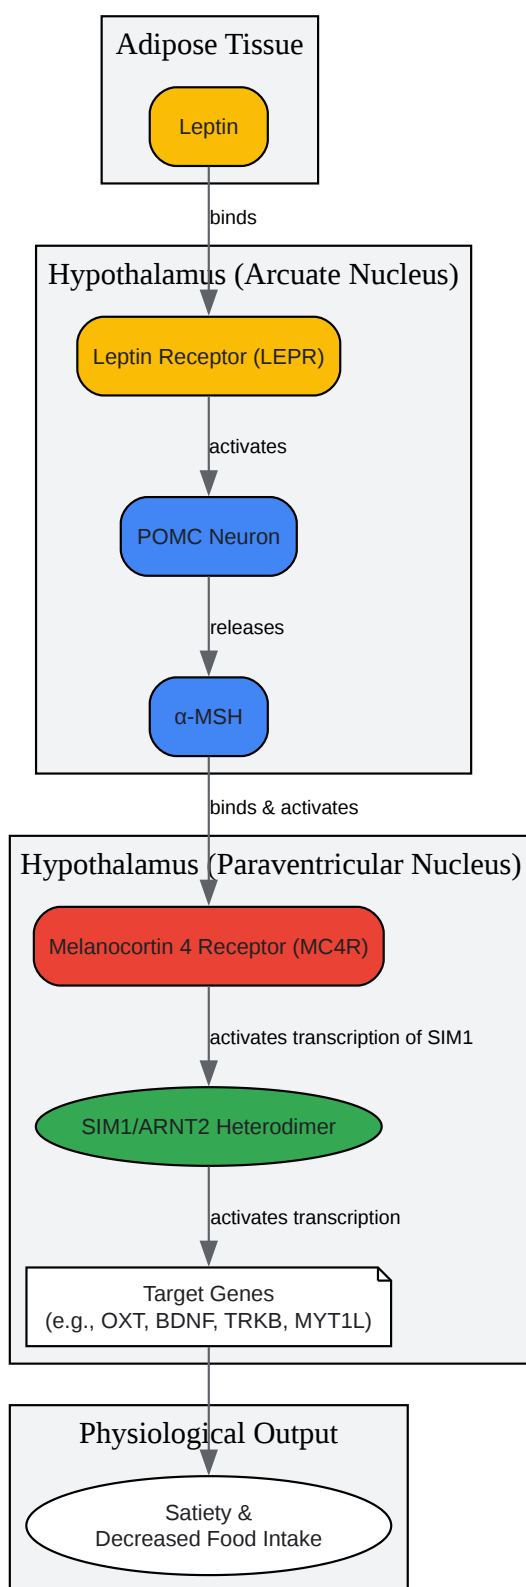 Adipose Tissue
Leptin
binds
Hypothalamus (Arcuate Nucleus)
Leptin Receptor (LEPR)
activates
POMC Neuron
releases
α-MSH
binds & activates
Hypothalamus (Paraventricular Nucleus)
Melanocortin 4 Receptor (MC4R)
activates transcription of SIM1
SIM1/ARNT2 Heterodimer
activates transcription
Target Genes
(e.g., OXT, BDNF, TRKB, MYT1L)
Physiological Output
Satiety &
Decreased Food Intake